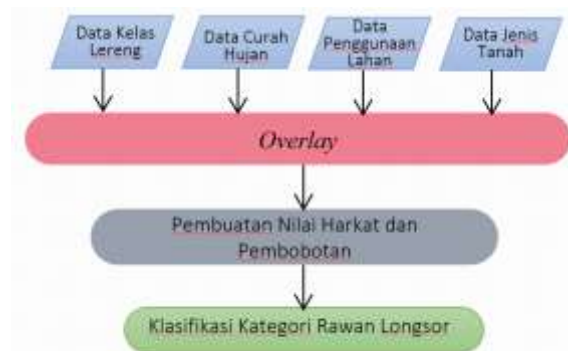 Data Kelas
Lereng
Data Curah
Hujan
Data
Penggunaan
Lahan
Data Jenis
Tanah
Overlay
Pembuatan Nilai Harkat dan
Pembobotan
Klasifikasi Kategori Rawan Longsor